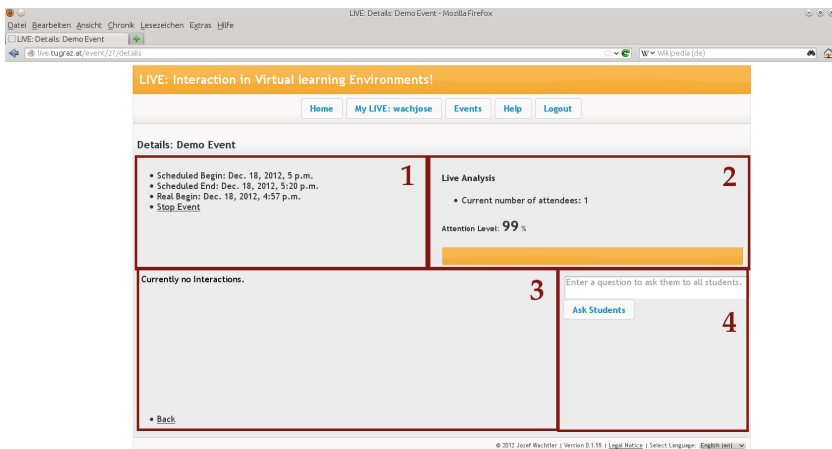 LIVE: Details: Demo Event - Mozilla Firefox
Datei Bearbeiten Ansicht Chronik Lesezeichen Extras Hilfe
LIVE: Details: Demo Event
live.tugraz.at/event/27/details
Wikipedia (de)
LIVE: Interaction in Virtual learning Environments!
Home My LIVE: wachjose Events Help Logout
Details: Demo Event
• Scheduled Begin: Dec. 18, 2012, 5 p.m.
• Scheduled End: Dec. 18, 2012, 5:20 p.m.
• Real Begin: Dec. 18, 2012, 4:57 p.m.
• Stop Event
1
Live Analysis
• Current number of attendees: 1
Attention Level: 99 %
2
Currently no Interactions.
• Back
3
Enter a question to ask them to all students.
Ask Students
4
© 2012 Josef Wachtler | Version 0.1.55 | Legal Notice | Select Language: English (en)